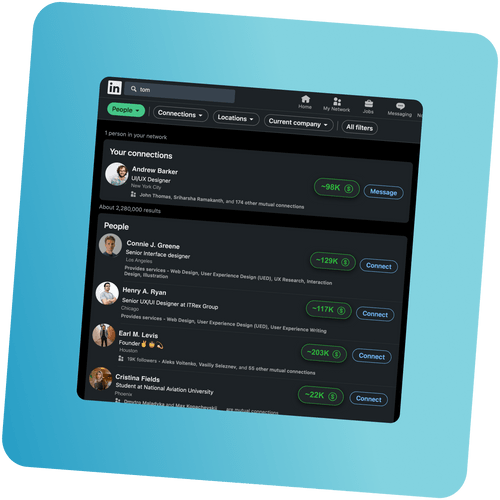 in
tom
Home
My Network
Jobs
Messaging
People
Connections
Locations
Current company
All filters
1 person in your network
Your connections
Andrew Barker
UI/UX Designer
New York City
John Thomas, Sriharsha Ramakanth, and 174 other mutual connections
~98K $
Message
About 2,280,000 results
People
Connie J. Greene
Senior Interface designer
Los Angeles
Provides services - Web Design, User Experience Design (UED), UX Research, Interaction
Design, Illustration
~129K $
Connect
Henry A. Ryan
Senior UX/UI Designer at ITRex Group
Chicago
Provides services - Web Design, User Experience Design (UED), User Experience Writing
~117K $
Connect
Earl M. Levis
Founder
Houston
19K followers - Aleks Voitenko, Vasiliy Seleznev, and 55 other mutual connections
~203K $
Connect
Cristina Fields
Student at National Aviation University
Phoenix
and Max are mutual connections
~22K $
Connect